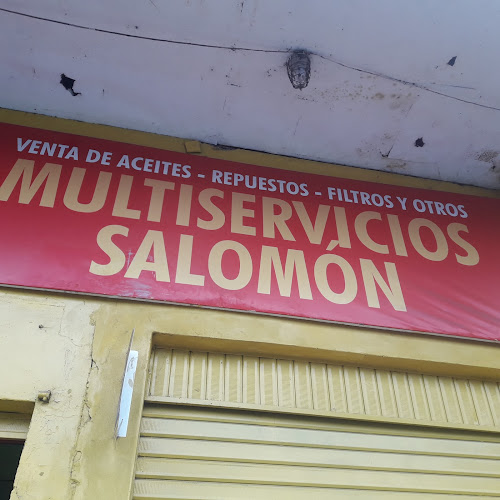 VENTA DE ACEITES - REPUESTOS - FILTROS Y OTROS
MULTISERVICIOS
SALOMÓN